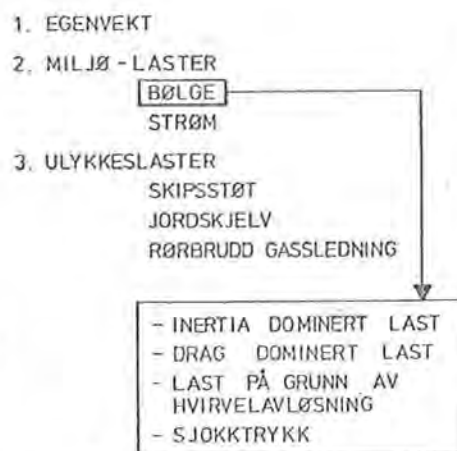 1. EGENVEKT
2. MILJØ - LASTER
BØLGE
STRØM
3. ULYKKESLASTER
SKIPSSTØT
JORDSKJELV
RØRBRUDD GASSLEDNING
- INERTIA DOMINERT LAST
- DRAG DOMINERT LAST
- LAST PÅ GRUNN AV
HVIRVELAVLØSNING
- SJOKKTRYKK